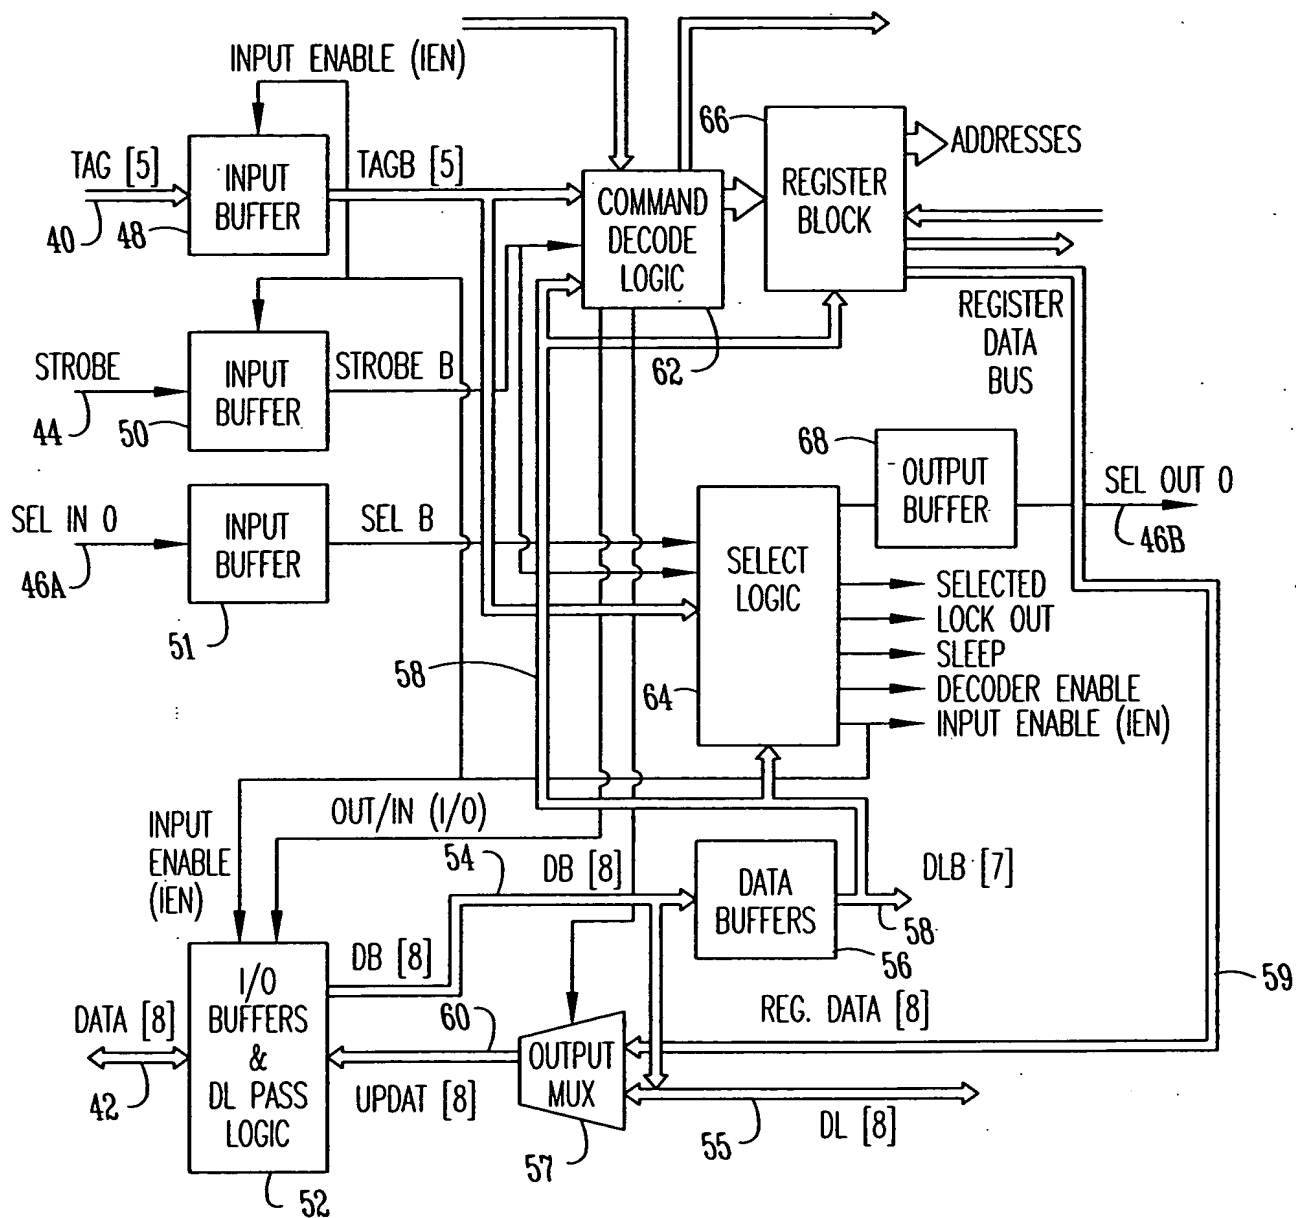 INPUT ENABLE (IEN)
66
ADDRESSES
TAG [5]
INPUT
BUFFER
TAGB [5]
COMMAND
DECODE
LOGIC
REGISTER
BLOCK
40
48
REGISTER
DATA
BUS
62
STROBE
INPUT
BUFFER
STROBE B
44
50
68
OUTPUT
BUFFER
SEL OUT 0
46B
SEL IN 0
INPUT
BUFFER
SEL B
46A
51
SELECT
LOGIC
SELECTED
LOCK OUT
SLEEP
DECODER ENABLE
INPUT ENABLE (IEN)
58
64
INPUT
ENABLE
(IEN)
OUT/IN (I/O)
54
DB [8]
DATA
BUFFERS
DLB [7]
58
56
DB [8]
I/O
BUFFERS
&
DL PASS
LOGIC
DATA [8]
42
60
UPDAT [8]
OUTPUT
MUX
REG. DATA [8]
59
57
55
DL [8]
52